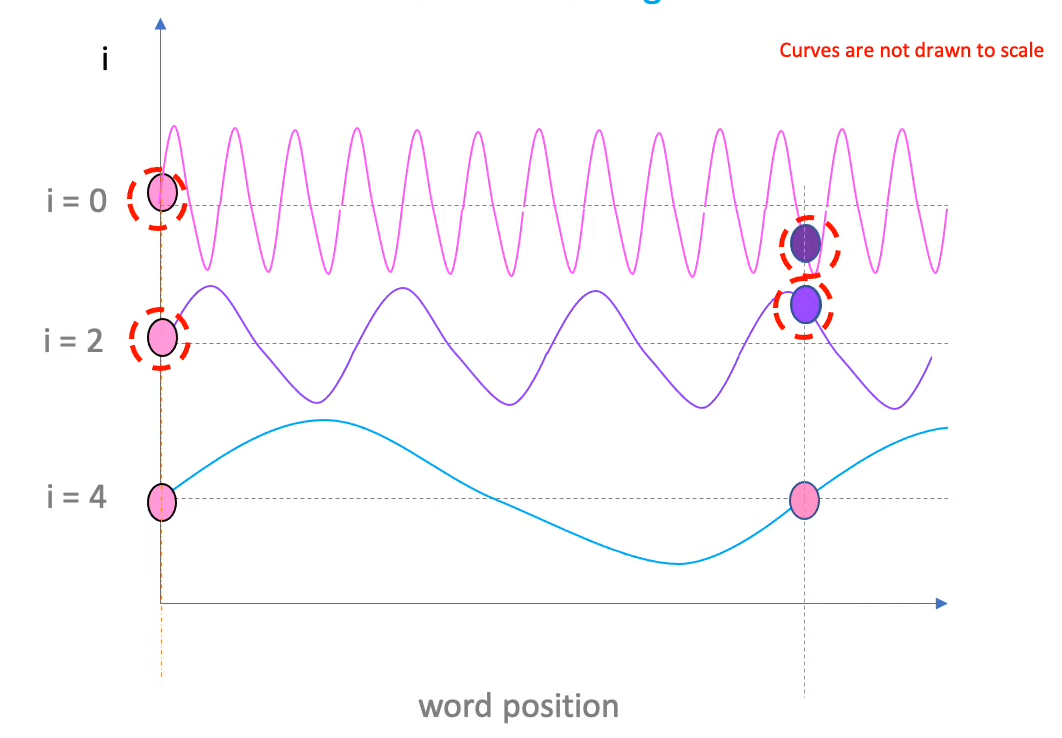 i
Curves are not drawn to scale
i = 0
i = 2
i = 4
word position